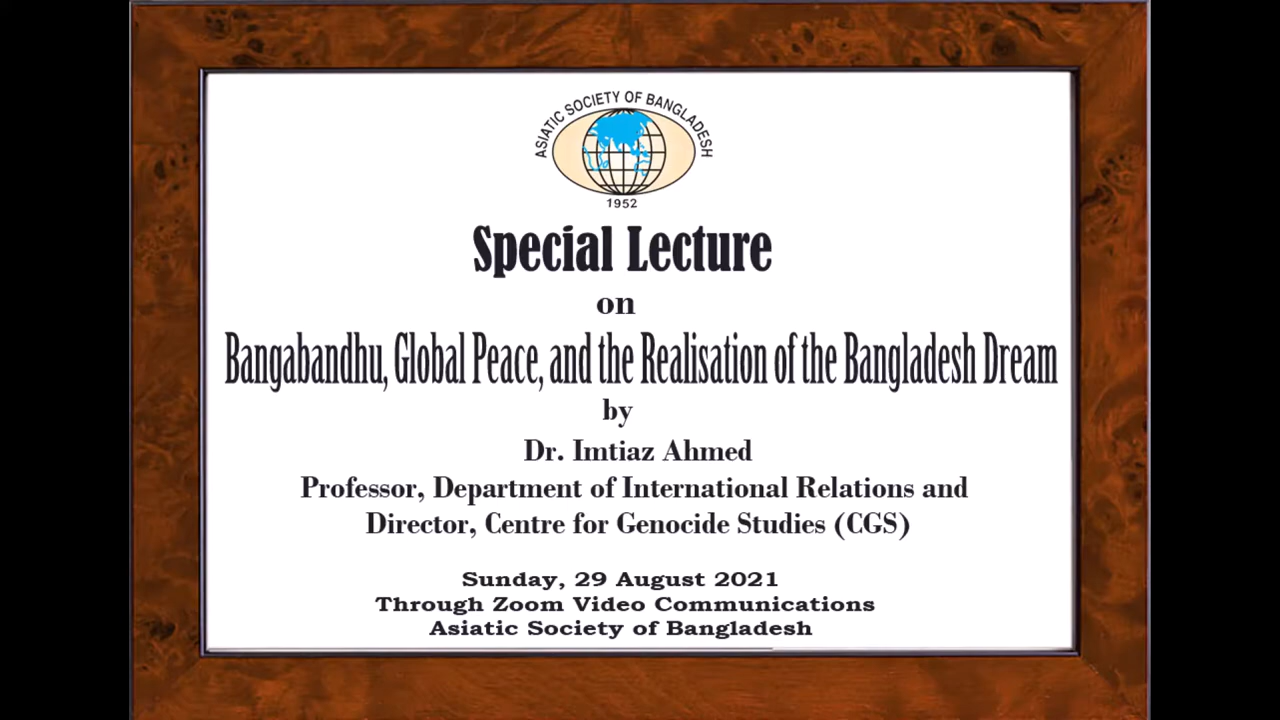 ASIATIC SOCIETY OF BANGLADESH
1952
Special Lecture
on
Bangabandhu, Global Peace, and the Realisation of the Bangladesh Dream
by
Dr. Imtiaz Ahmed
Professor, Department of International Relations and
Director, Centre for Genocide Studies (CGS)
Sunday, 29 August 2021
Through Zoom Video Communications
Asiatic Society of Bangladesh